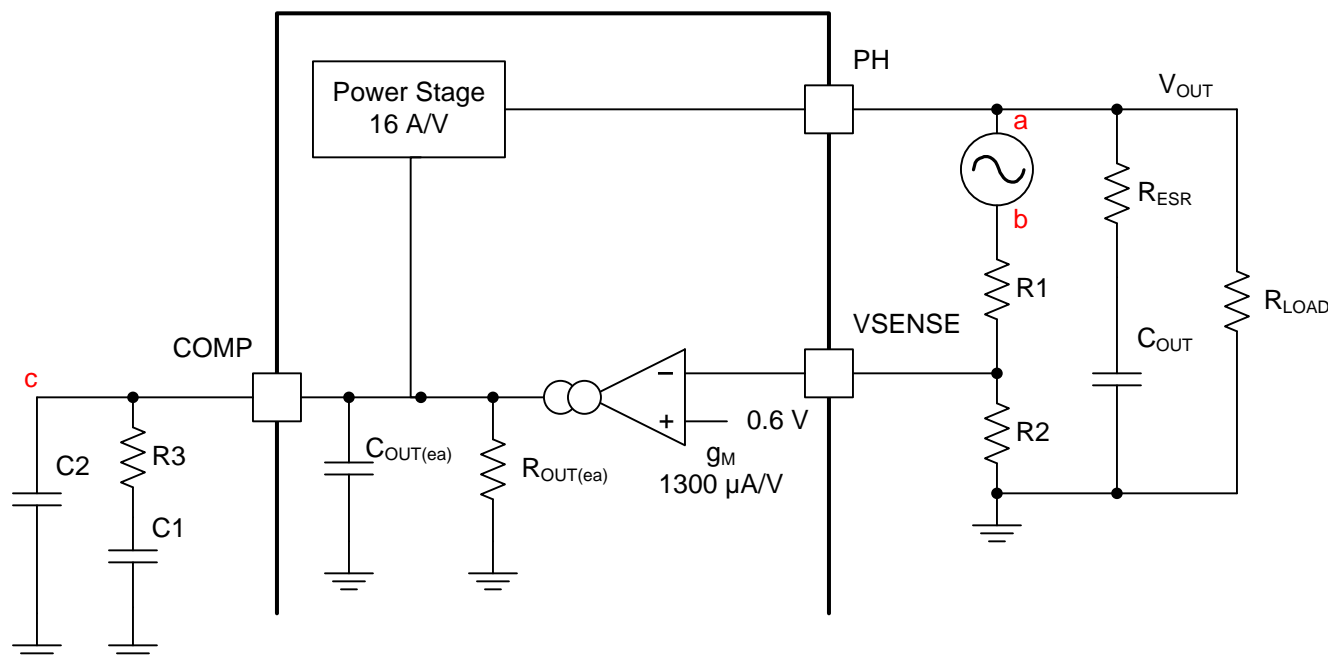 PH
Power Stage
16 A/V
VOUT
a
RESR
b
R1
RLOAD
VSENSE
COUT
COMP
c
−
+
0.6 V
R2
gM
1300 µA/V
R3
C2
COUT(ea)
ROUT(ea)
C1